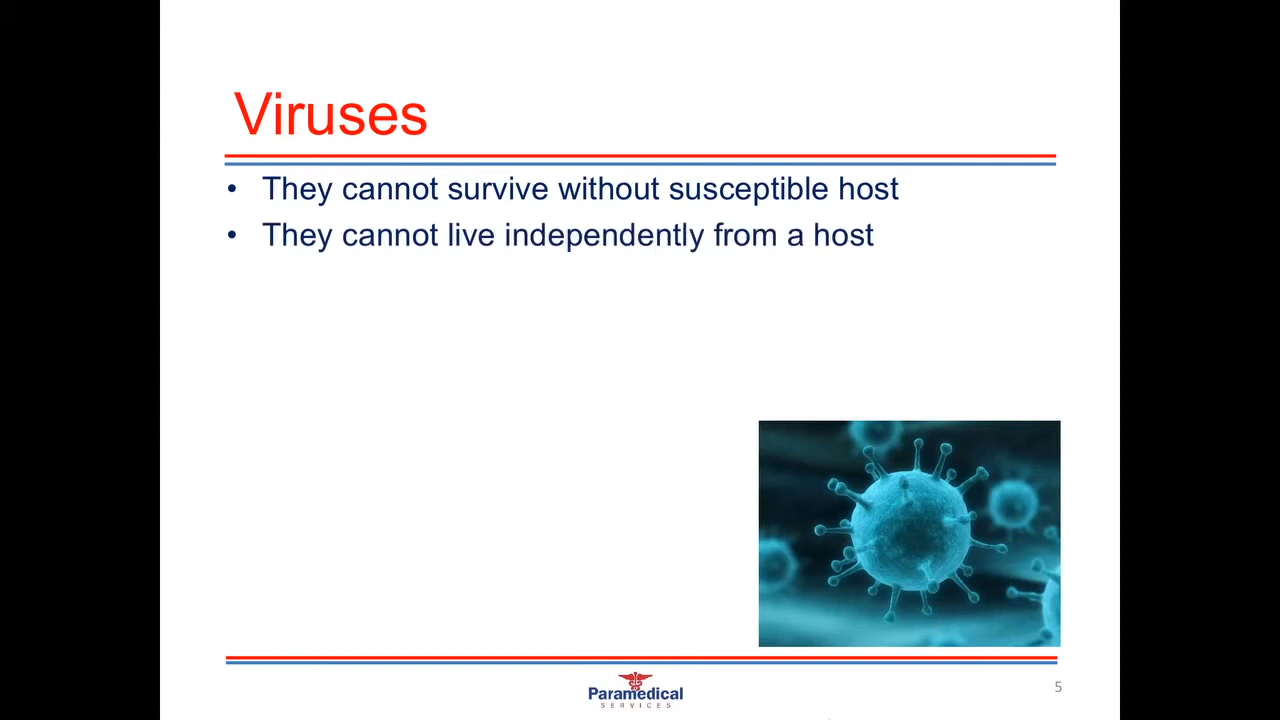 Viruses
• They cannot survive without susceptible host
• They cannot live independently from a host
Paramedical
SERVICES
5